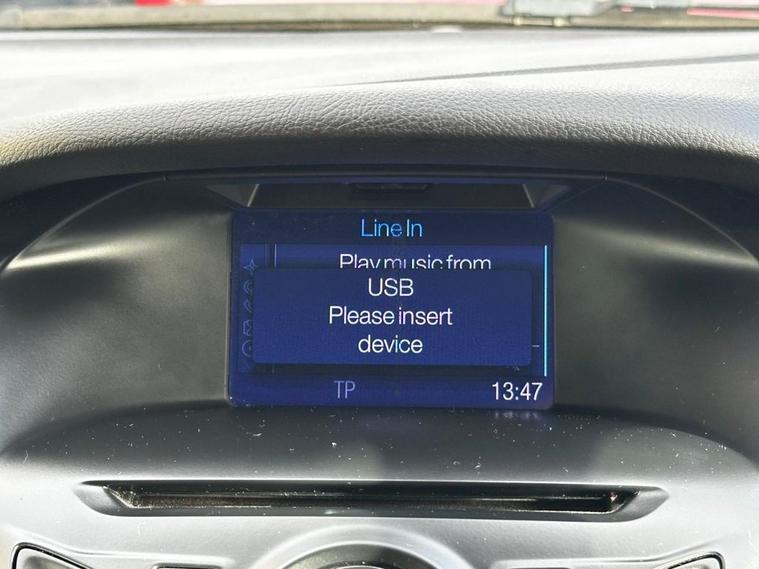 Line In
Play music from
USB
Please insert
device
TP
13:47